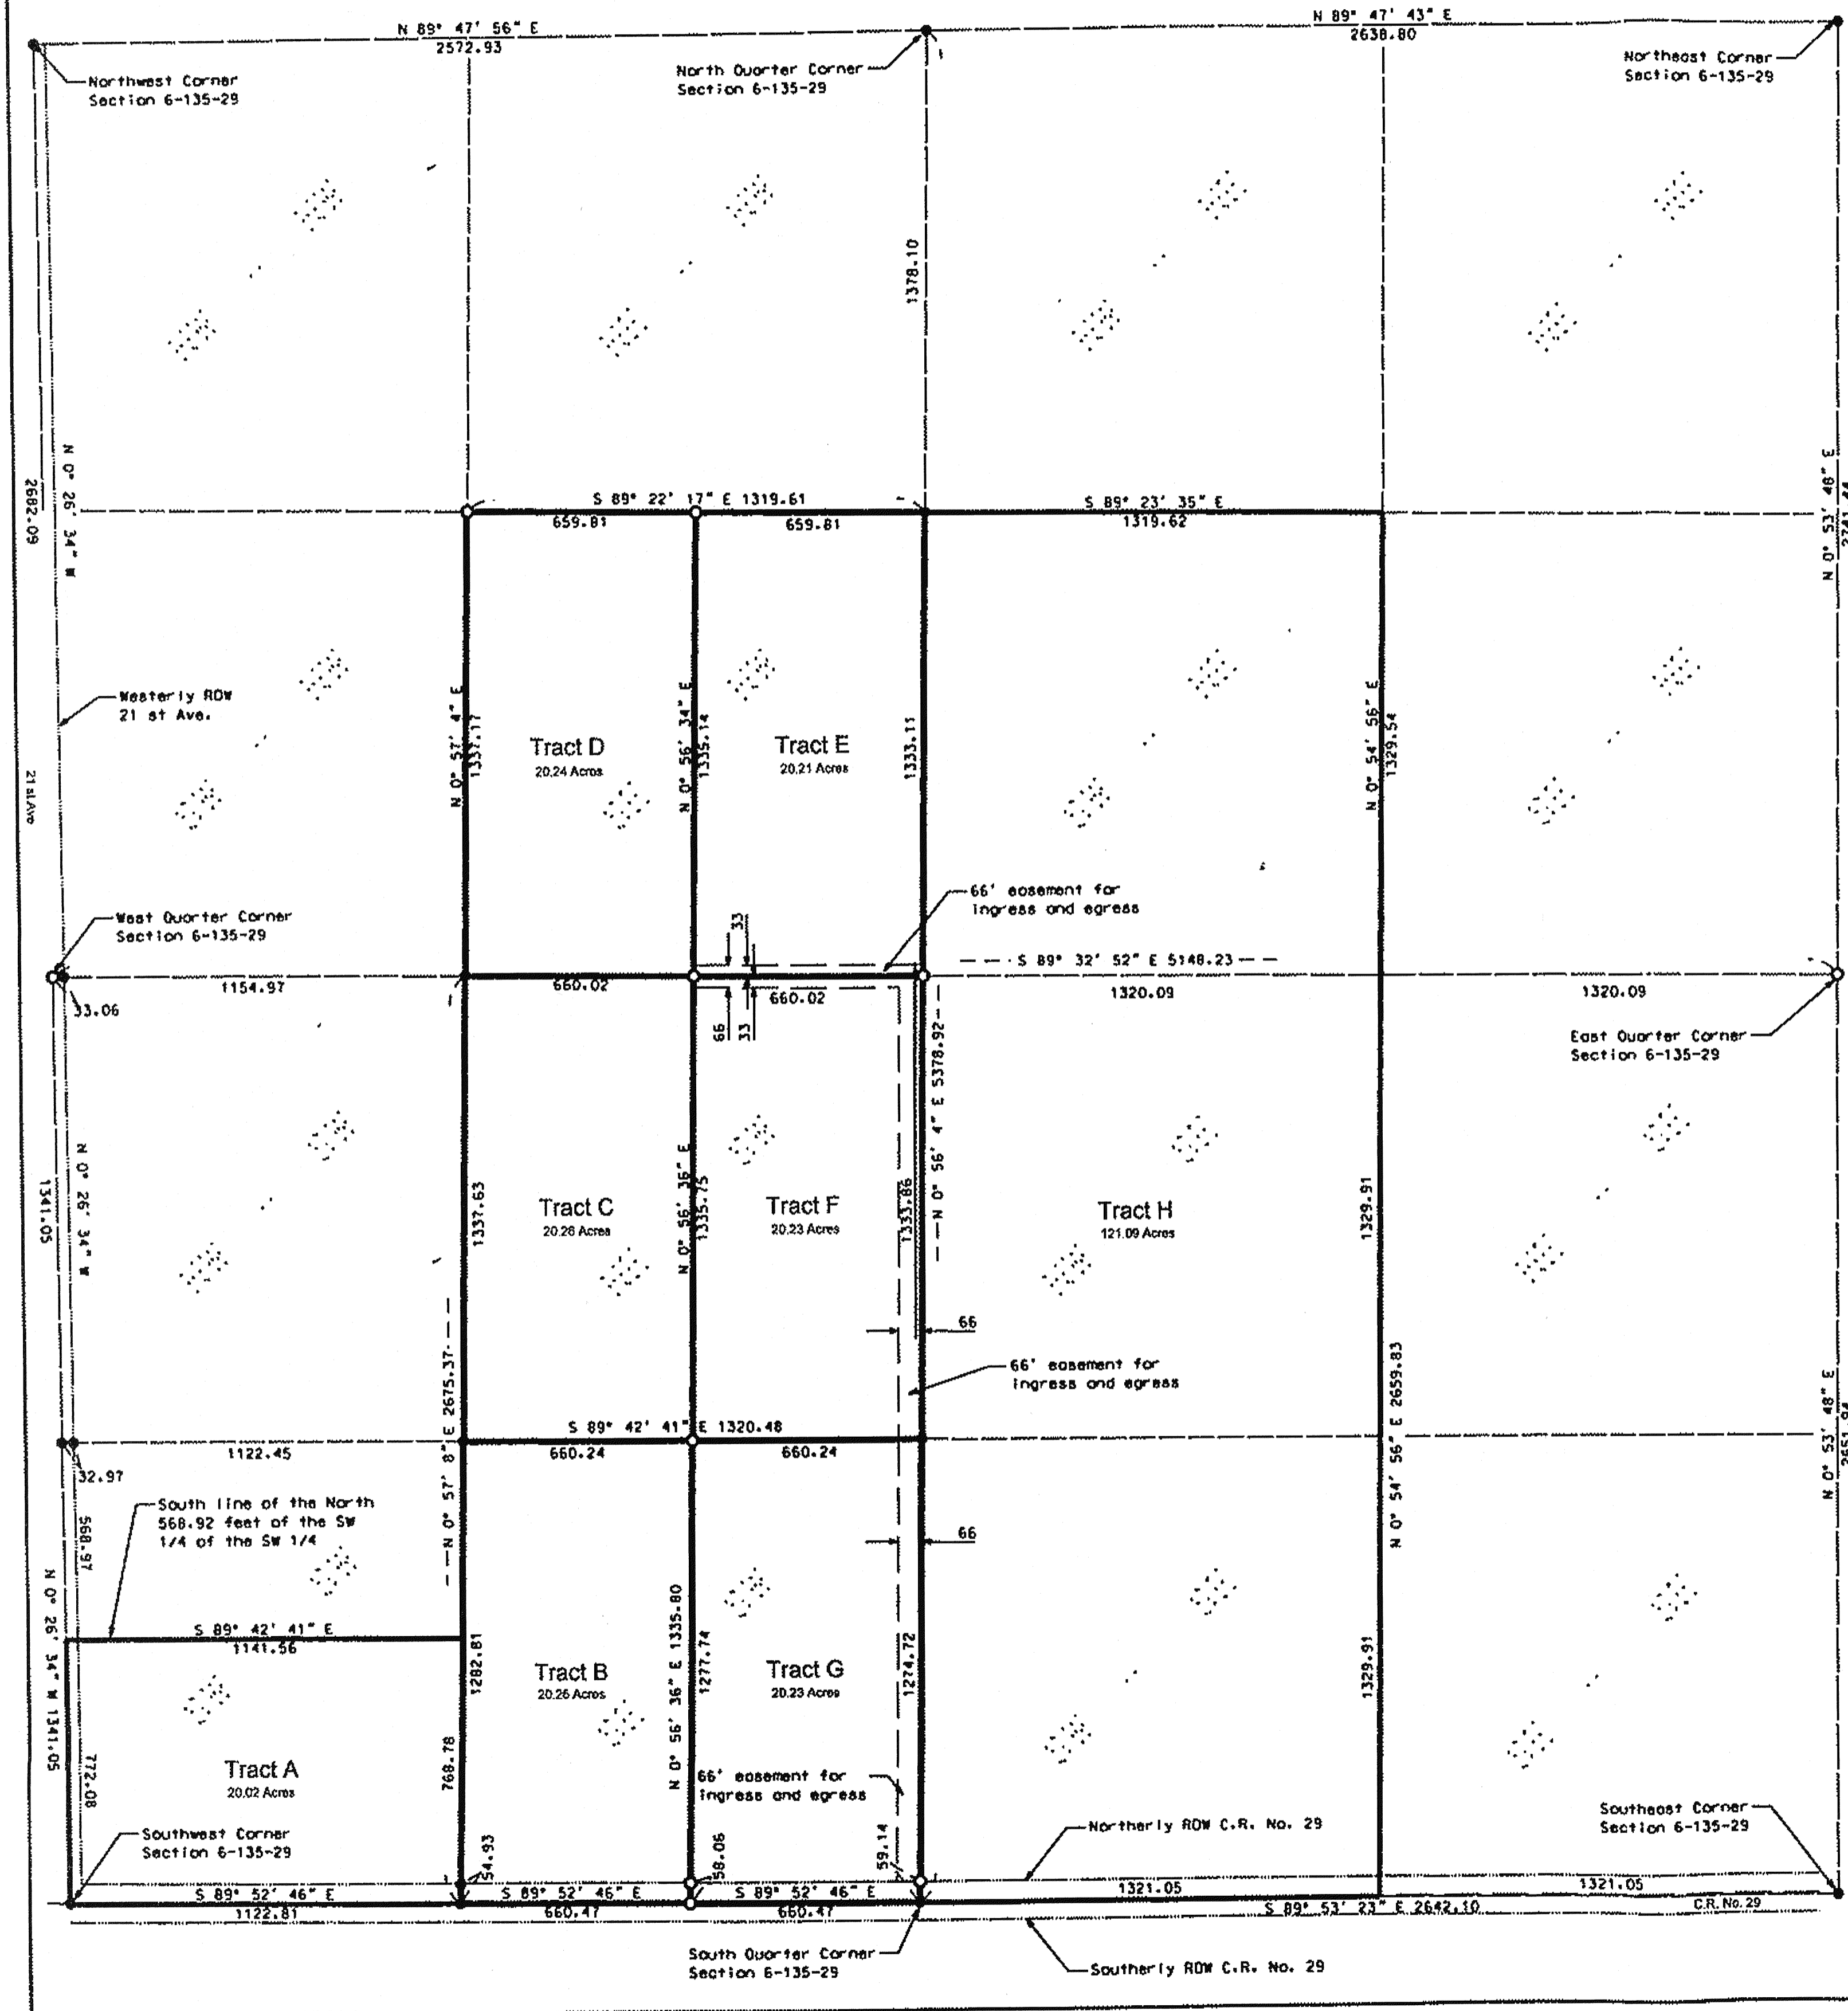 N 89° 47' 56" E
2572.93
N 89° 47' 43" E
2638.80
Northwest Corner
Section 6-135-29
North Quarter Corner
Section 6-135-29
Northeast Corner
Section 6-135-29
1378.10
N 0° 26' 34" W
2682.09
N 0° 53' 48" E
S 89° 22' 17" E 1319.61
659.81
659.81
S 89° 23' 35" E
1319.62
Westerly ROW
21 st Ave.
21 st Ave
N 0° 57' 4" E
1337.17
Tract D
20.24 Acres
N 0° 56' 34" E
1335.14
Tract E
20.21 Acres
1333.11
N 0° 54' 56" E
1329.54
66' easement for
ingress and egress
West Quarter Corner
Section 6-135-29
33
S 89° 32' 52" E 5148.23
1154.97
33.06
660.02
660.02
1320.09
1320.09
66
33
East Quarter Corner
Section 6-135-29
N 0° 56' 4" E 5378.92
N 0° 26' 34" W
1341.05
1337.63
Tract C
20.26 Acres
N 0° 56' 36" E
1335.75
Tract F
20.23 Acres
1333.86
Tract H
121.09 Acres
1329.91
66
66' easement for
ingress and egress
N 0° 57' 8" E 2675.37
N 0° 54' 56" E 2659.83
N 0° 53' 48" E
S 89° 42' 41" E 1320.48
1122.45
32.97
660.24
660.24
South line of the North
568.92 feet of the SW
1/4 of the SW 1/4
568.97
66
N 0° 26' 34" W 1341.05
S 89° 42' 41" E
1141.56
1282.81
Tract B
20.26 Acres
N 0° 56' 36" E 1335.80
1277.74
Tract G
20.23 Acres
1274.72
1329.91
Tract A
20.02 Acres
772.08
768.78
66' easement for
ingress and egress
Southwest Corner
Section 6-135-29
54.93
58.06
59.14
Northerly ROW C.R. No. 29
Southeast Corner
Section 6-135-29
S 89° 52' 46" E
1122.81
S 89° 52' 46" E
660.47
S 89° 52' 46" E
660.47
1321.05
1321.05
S 89° 53' 23" E 2642.10
C.R. No. 29
South Quarter Corner
Section 6-135-29
Southerly ROW C.R. No. 29